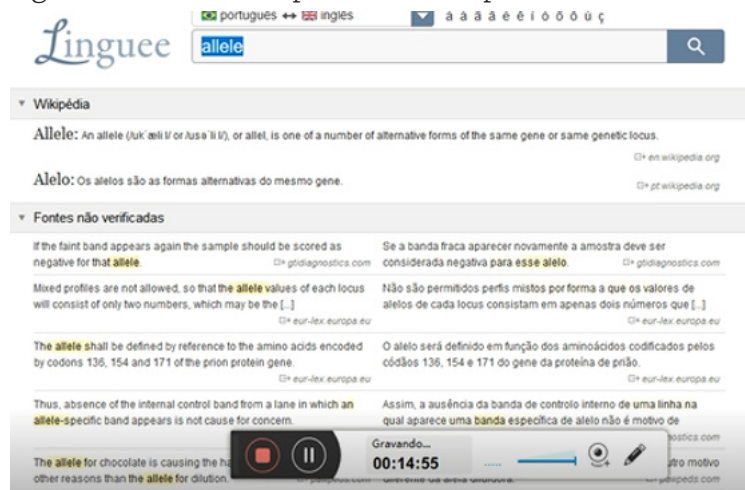 português ↔ inglês
á à ã â é ê í ó õ ô ú ç
Linguee
allele
Wikipédia
Allele: An allele (/uk ˈæli l/ or /us əˈli l/), or allel, is one of a number of alternative forms of the same gene or same genetic locus.
en.wikipedia.org
Alelo: Os alelos são as formas alternativas do mesmo gene.
pt.wikipedia.org
Fontes não verificadas
If the faint band appears again the sample should be scored as
negative for that allele.
gtidiagnostics.com
Se a banda fraca aparecer novamente a amostra deve ser
considerada negativa para esse alelo.
gtidiagnostics.com
Mixed profiles are not allowed, so that the allele values of each locus
will consist of only two numbers, which may be the [...]
eur-lex.europa.eu
Não são permitidos perfis mistos por forma a que os valores de
alelos de cada locus consistam em apenas dois números que [...]
eur-lex.europa.eu
The allele shall be defined by reference to the amino acids encoded
by codons 136, 154 and 171 of the prion protein gene.
eur-lex.europa.eu
O alelo será definido em função dos aminoácidos codificados pelos
códãos 136, 154 e 171 do gene da proteína de prião.
eur-lex.europa.eu
Thus, absence of the internal control band from a lane in which an
allele-specific band appears is not cause for concern.
Assim, a ausência da banda de controlo interno de uma linha na
qual aparece uma banda específica de alelo não é motivo de
nostics.com
The allele for chocolate is causing the ha
other reasons than the allele for dilution.
utro motivo
pelspeds.com
Gravando...
00:14:55